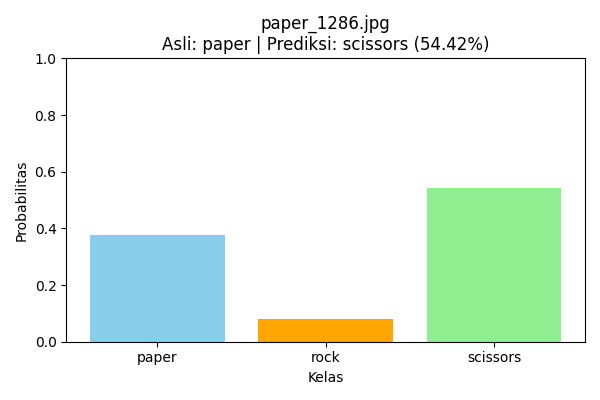 paper_1286.jpg
Asli: paper | Prediksi: scissors (54.42%)
1.0
0.8
0.6
0.4
0.2
0.0
Probabilitas
paper rock scissors
Kelas